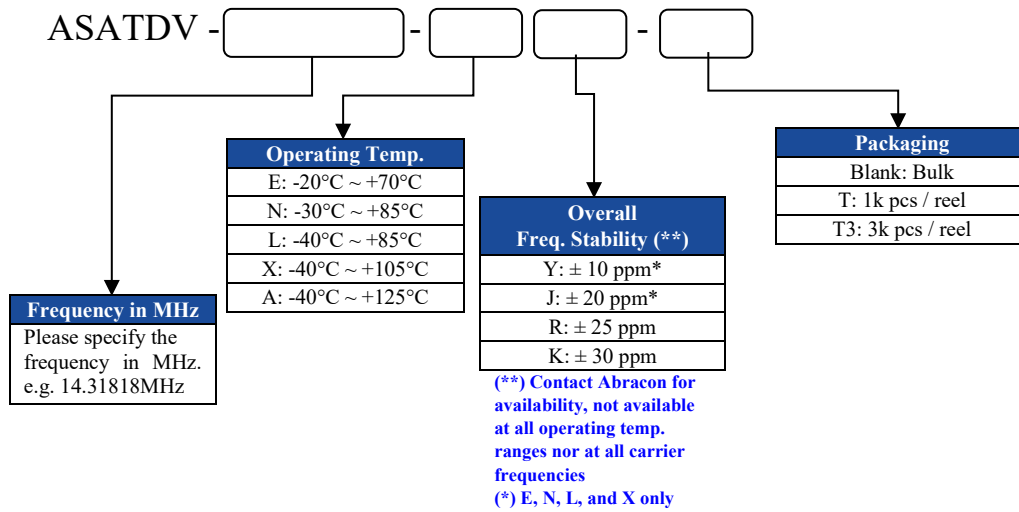 ASATDV - - -
Operating Temp.
E: -20°C ~ +70°C
N: -30°C ~ +85°C
L: -40°C ~ +85°C
X: -40°C ~ +105°C
A: -40°C ~ +125°C
Packaging
Blank: Bulk
T: 1k pcs / reel
T3: 3k pcs / reel
Overall
Freq. Stability (**)
Y: ± 10 ppm*
J: ± 20 ppm*
R: ± 25 ppm
K: ± 30 ppm
Frequency in MHz
Please specify the
frequency in MHz.
e.g. 14.31818MHz
(**) Contact Abracon for
availability, not available
at all operating temp.
ranges nor at all carrier
frequencies
(*) E, N, L, and X only